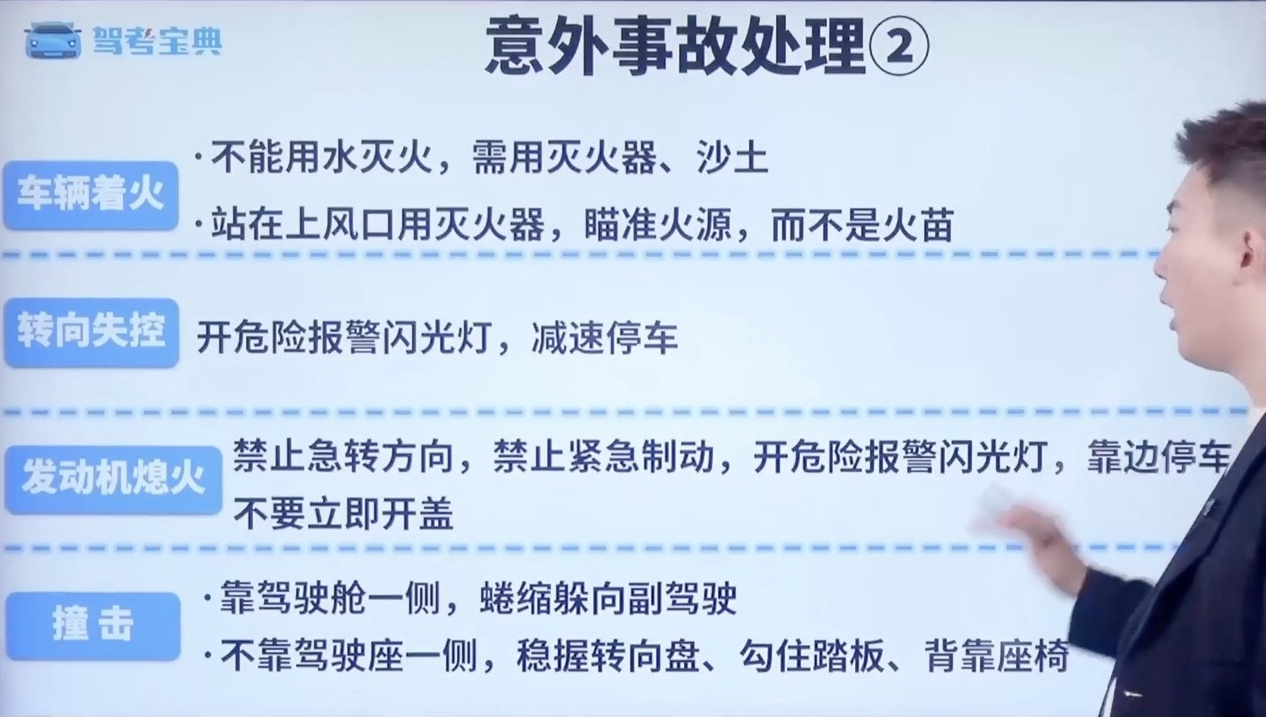 驾考宝典
意外事故处理②
车辆着火
·不能用水灭火，需用灭火器、沙土
·站在上风口用灭火器，瞄准火源，而不是火苗
转向失控
开危险报警闪光灯，减速停车
发动机熄火
禁止急转方向，禁止紧急制动，开危险报警闪光灯，靠边停车
不要立即开盖
撞击
·靠驾驶舱一侧，蜷缩躲向副驾驶
·不靠驾驶座一侧，稳握转向盘、勾住踏板、背靠座椅